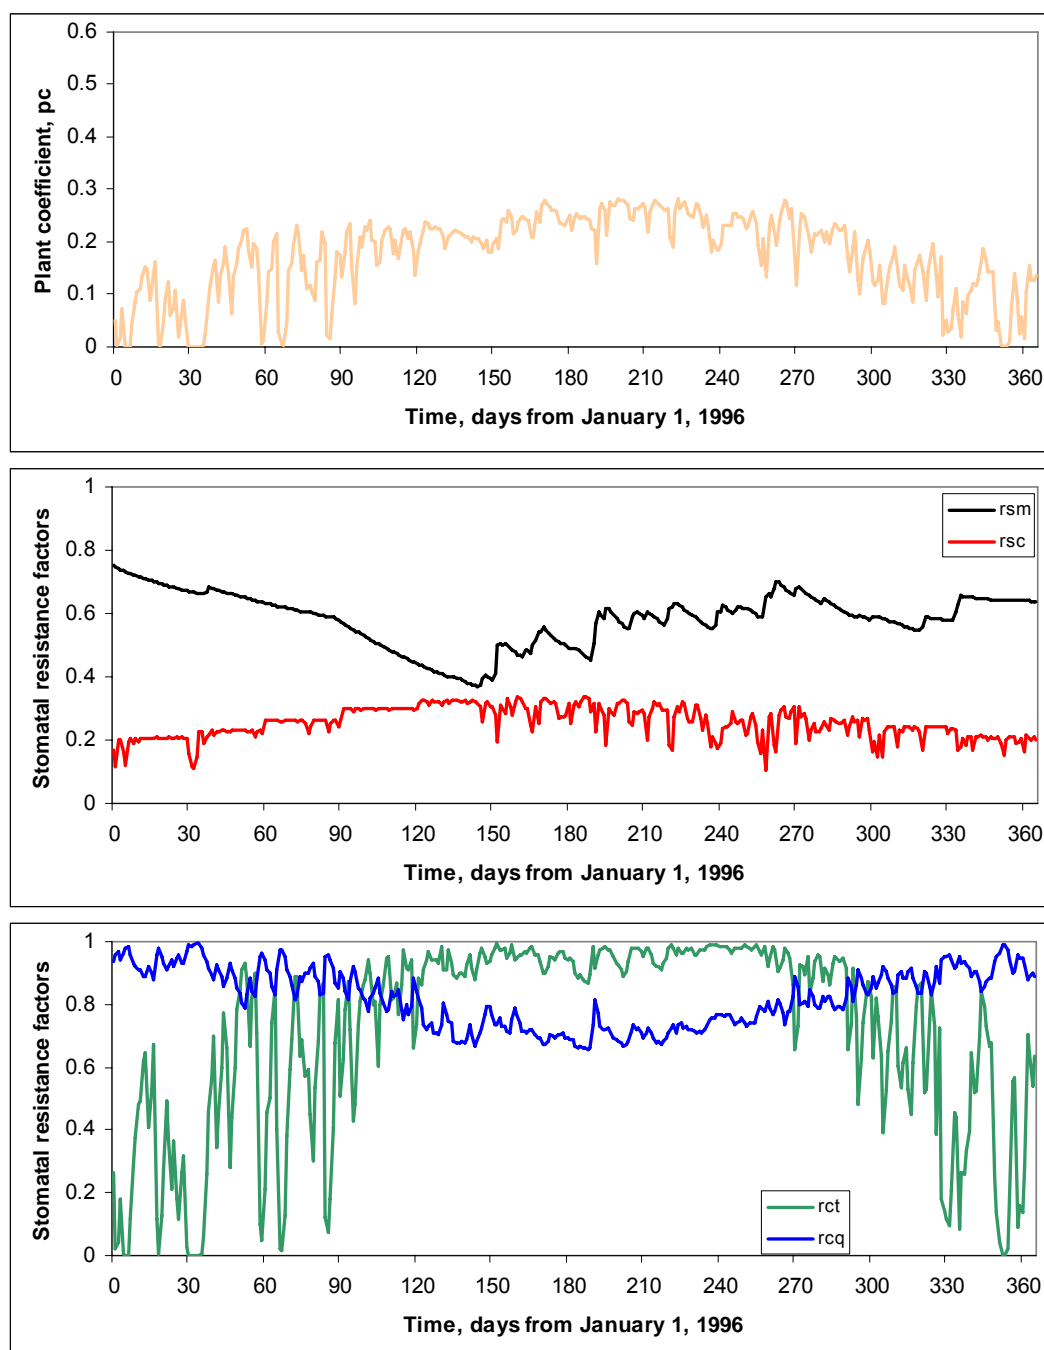 Plant coefficient, pc
0.6
0.5
0.4
0.3
0.2
0.1
0
0 30 60 90 120 150 180 210 240 270 300 330 360
Time, days from January 1, 1996
Stomatal resistance factors
1
0.8
0.6
0.4
0.2
0
rsm
rsc
0 30 60 90 120 150 180 210 240 270 300 330 360
Time, days from January 1, 1996
Stomatal resistance factors
1
0.8
0.6
0.4
0.2
0
rct
rcq
0 30 60 90 120 150 180 210 240 270 300 330 360
Time, days from January 1, 1996